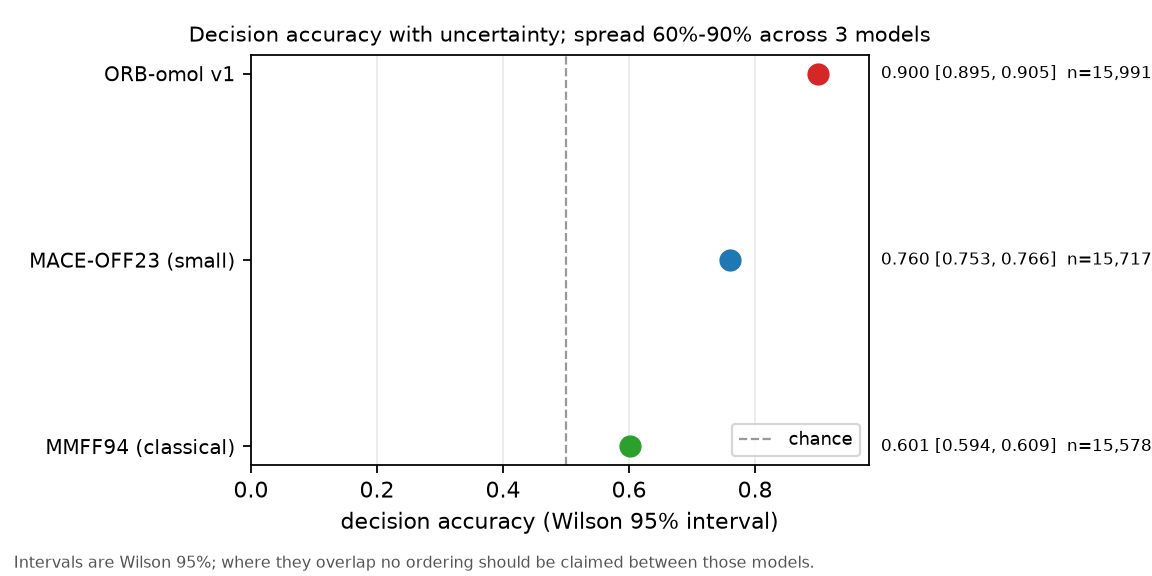 Decision accuracy with uncertainty; spread 60%-90% across 3 models
ORB-omol v1
0.900 [0.895, 0.905]  n=15,991
MACE-OFF23 (small)
0.760 [0.753, 0.766]  n=15,717
MMFF94 (classical)
chance
0.601 [0.594, 0.609]  n=15,578
0.0 0.2 0.4 0.6 0.8
decision accuracy (Wilson 95% interval)
Intervals are Wilson 95%; where they overlap no ordering should be claimed between those models.